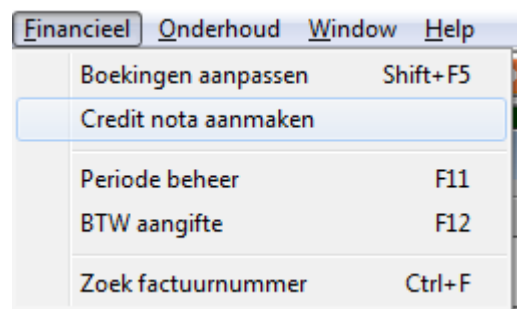 Financieel Onderhoud Window Help
Boekingen aanpassen Shift+F5
Credit nota aanmaken
Periode beheer F11
BTW aangifte F12
Zoek factuurnummer Ctrl+F